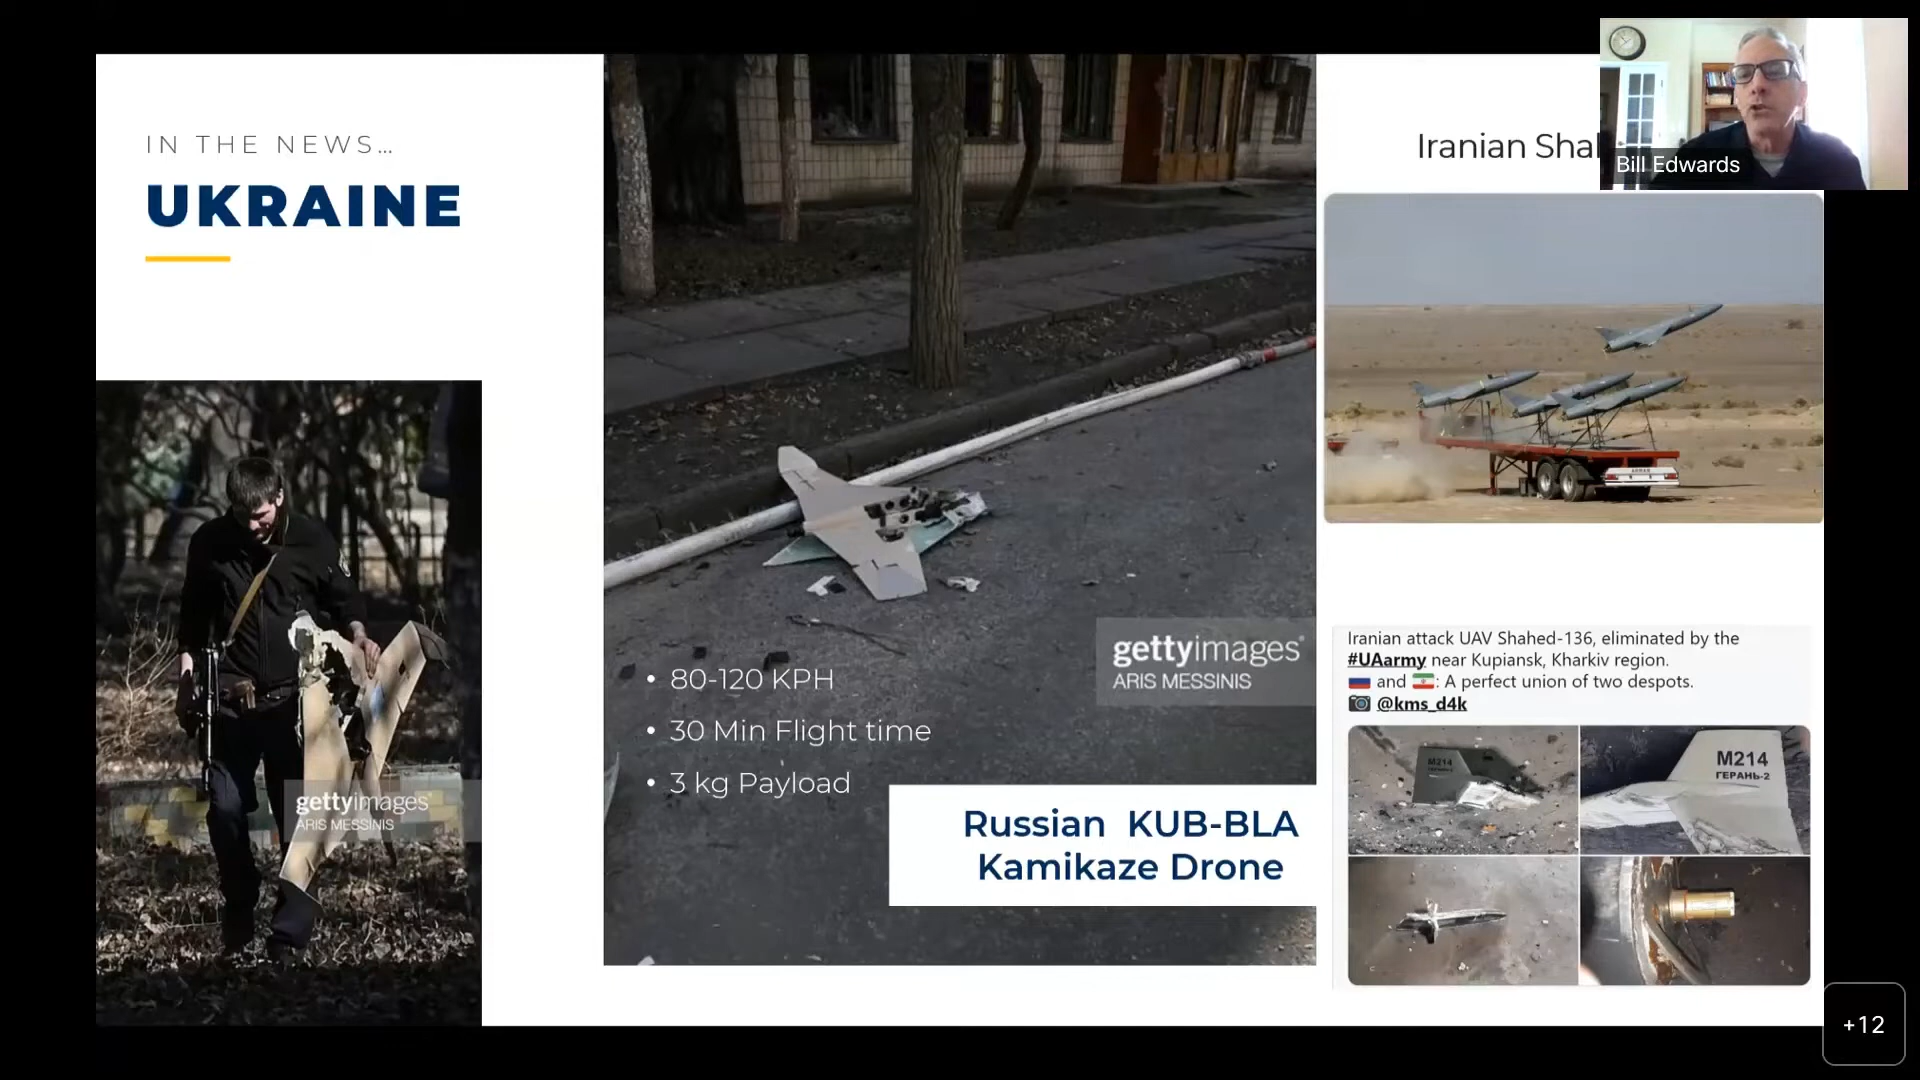 IN THE NEWS...
UKRAINE
gettyimages
ARIS MESSINIS
gettyimages®
ARIS MESSINIS
• 80-120 KPH
• 30 Min Flight time
• 3 kg Payload
Russian KUB-BLA
Kamikaze Drone
Iranian Shah
Bill Edwards
Iranian attack UAV Shahed-136, eliminated by the
#UAarmy near Kupiansk, Kharkiv region.
and : A perfect union of two despots.
@kms_d4k
M214
M214
ГЕРАНЬ-2
+12